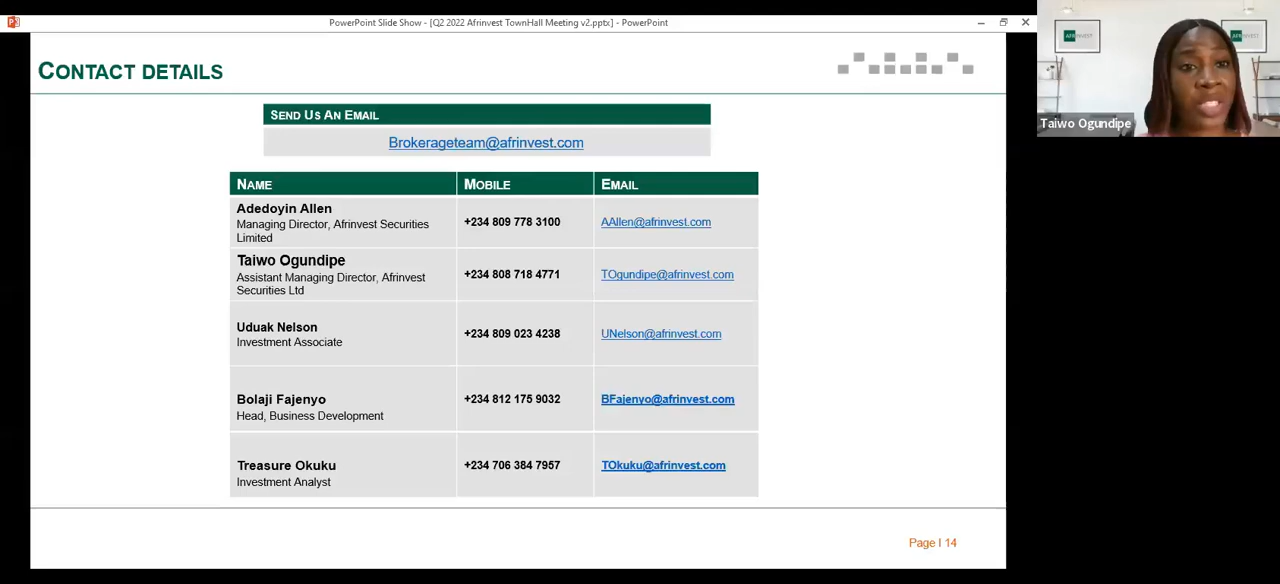 PowerPoint Slide Show - [Q2 2022 Afrinvest TownHall Meeting v2.pptx] - PowerPoint
CONTACT DETAILS
SEND US AN EMAIL
Brokerageteam@afrinvest.com
NAME MOBILE EMAIL
Adedoyin Allen
Managing Director, Afrinvest Securities
Limited
+234 809 778 3100
AAllen@afrinvest.com
Taiwo Ogundipe
Assistant Managing Director, Afrinvest
Securities Ltd
+234 808 718 4771
TOgundipe@afrinvest.com
Uduak Nelson
Investment Associate
+234 809 023 4238
UNelson@afrinvest.com
Bolaji Fajenyo
Head, Business Development
+234 812 175 9032
BFajenyo@afrinvest.com
Treasure Okuku
Investment Analyst
+234 706 384 7957
TOkuku@afrinvest.com
Page I 14
AFRINVEST
AFRINVEST
Taiwo Ogundipe